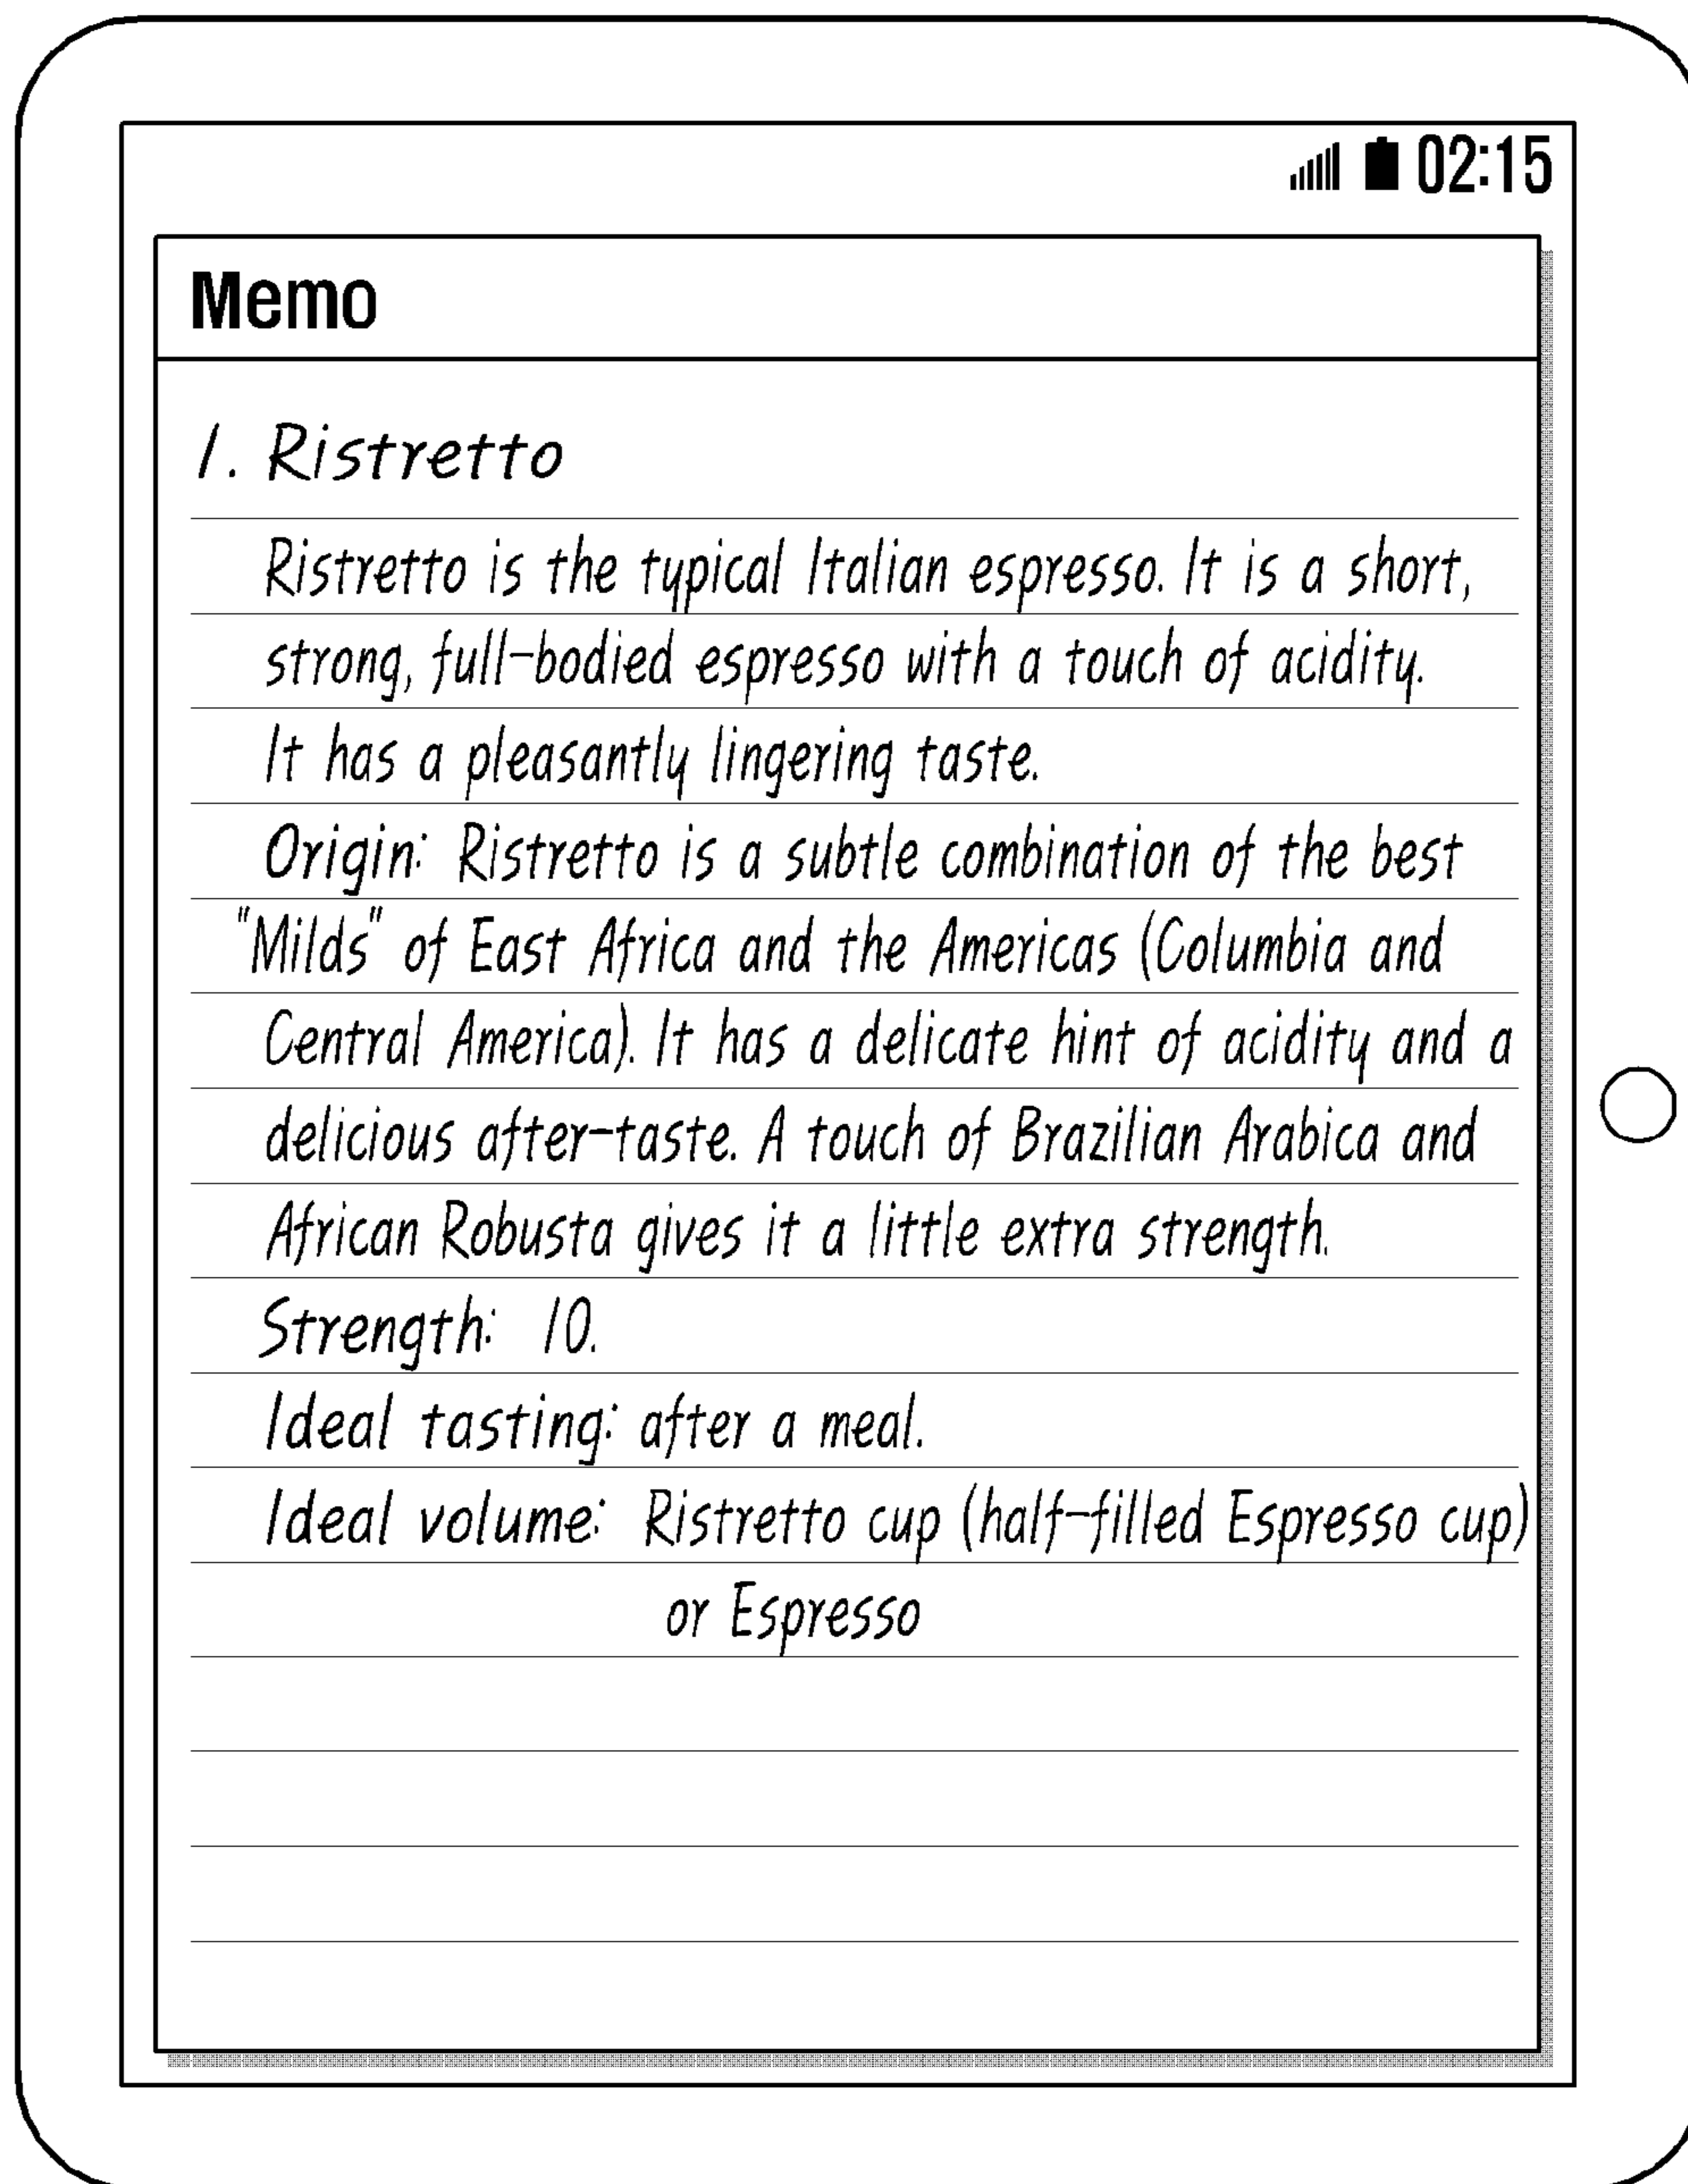 02:15
Memo
1. Ristretto
Ristretto is the typical Italian espresso. It is a short,
strong, full-bodied espresso with a touch of acidity.
It has a pleasantly lingering taste.
Origin: Ristretto is a subtle combination of the best
"Milds" of East Africa and the Americas (Columbia and
Central America). It has a delicate hint of acidity and a
delicious after-taste. A touch of Brazilian Arabica and
African Robusta gives it a little extra strength.
Strength: 10.
Ideal tasting: after a meal.
Ideal volume: Ristretto cup (half-filled Espresso cup)
or Espresso